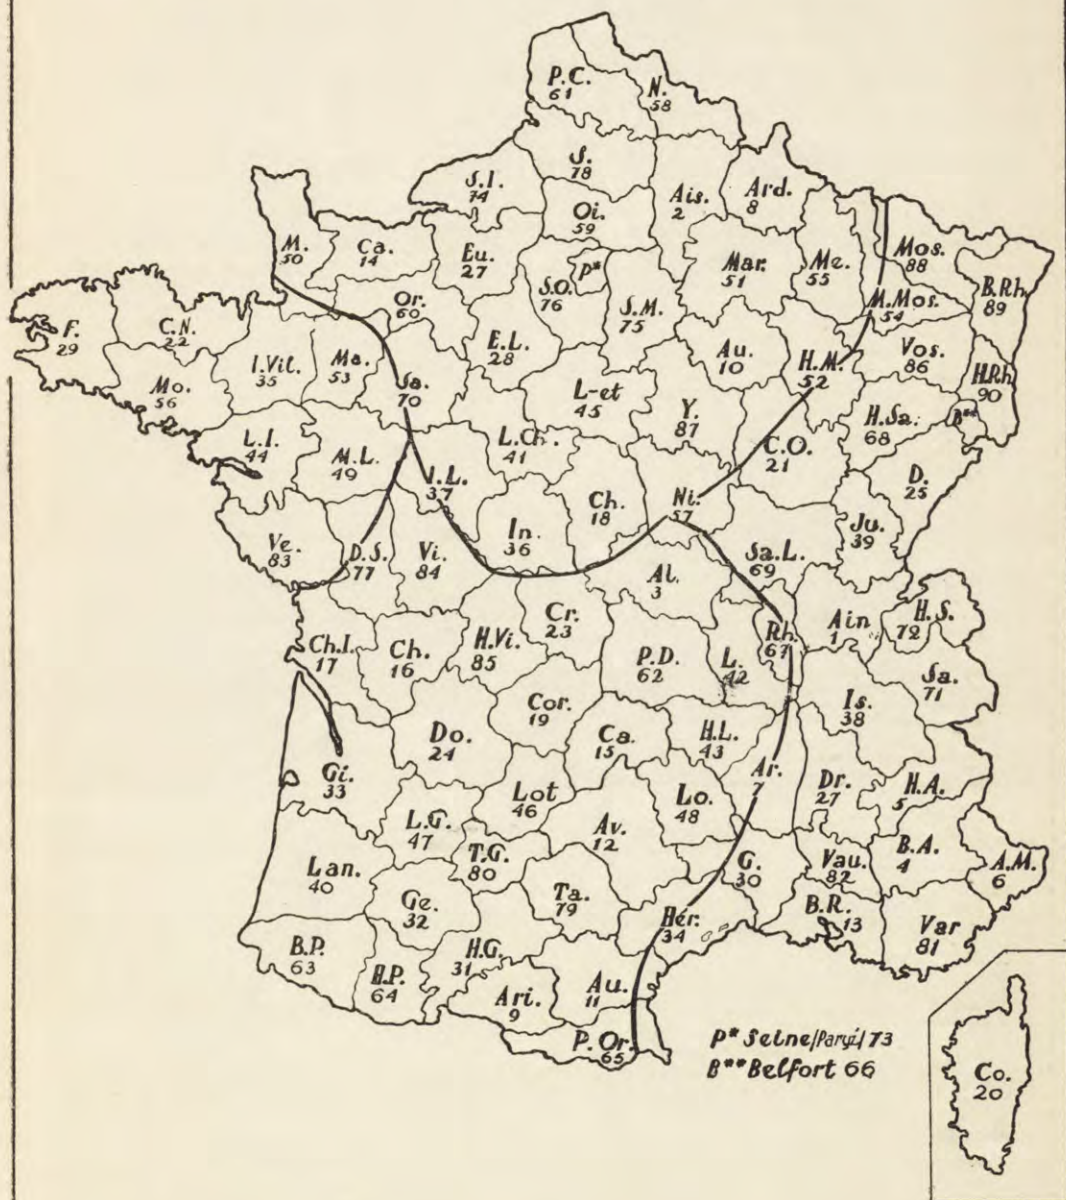 P.C.
61
N.
58
S.
78
S.I.
74
Ais.
2
Ard.
8
Oi.
59
M.
50
Ca.
14
Eu.
27
P*
S.O.
76
S.M.
75
Mar.
51
Me.
55
Mos.
88
B.Rh
89
M.Mos.
54
F.
29
C.N.
22
Or.
60
E.L.
28
Au.
10
H.M.
52
Vos.
86
H.Rh
90
Mo.
56
I.Vil.
35
Ma.
53
Sa.
70
L-et
45
Y.
87
H.Sa.
68
B**
L.I.
44
M.L.
49
I.L.
37
L.Ch.
41
C.O.
21
D.
25
Ve.
83
D.S.
77
Vi.
84
In.
36
Ch.
18
Ni.
57
Sa.L.
69
Ju.
39
Al.
3
Ch.I.
17
Ch.
16
H.Vi.
85
Cr.
23
P.D.
62
L.
42
Rh.
67
Ain
1
H.S.
72
Sa.
71
Cor.
19
Is.
38
Do.
24
Ca.
15
H.L.
43
Gi.
33
Lot
46
Lo.
48
Ar.
7
Dr.
27
H.A.
5
L.G.
47
T.G.
80
Av.
12
G.
30
Vau.
82
B.A.
4
A.M.
6
Lan.
40
Ge.
32
Ta.
79
Her.
34
B.R.
13
Var
81
B.P.
63
H.P.
64
H.G.
31
Ari.
9
Au.
11
P.Or.
65
P* Seine/Paryż/73
B** Belfort 66
Co.
20